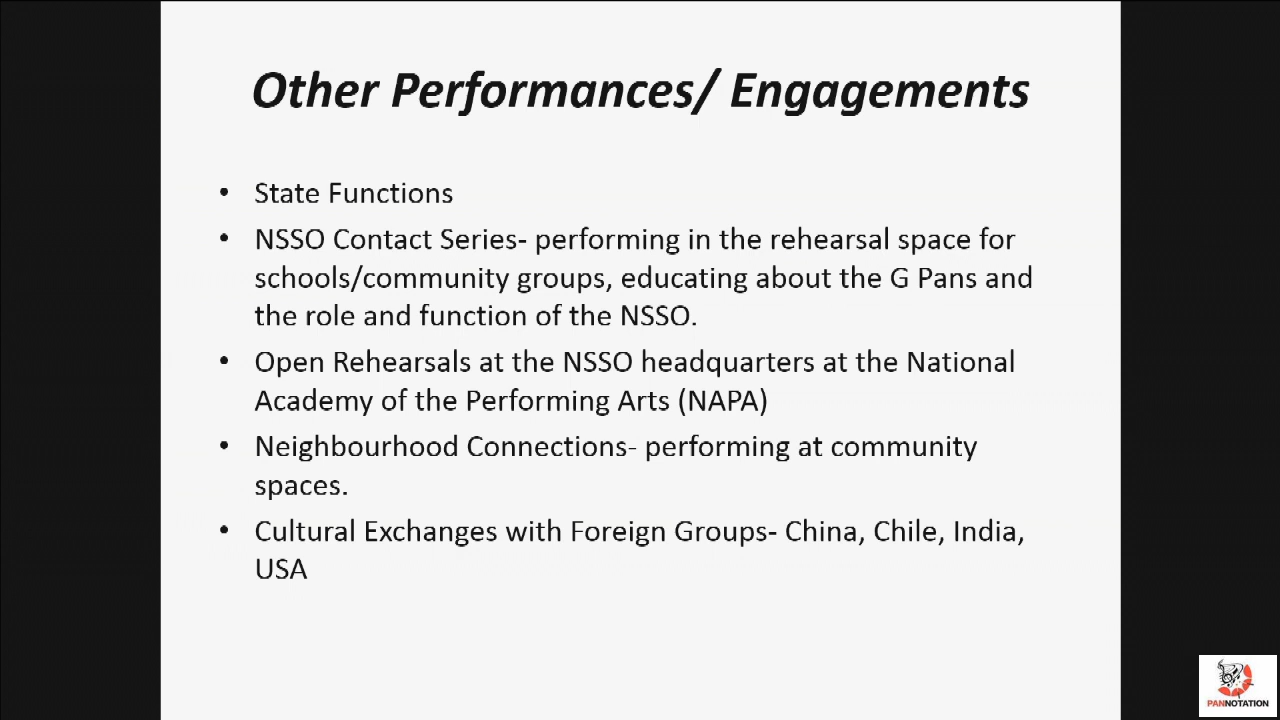 Other Performances/ Engagements
• State Functions
• NSSO Contact Series- performing in the rehearsal space for
schools/community groups, educating about the G Pans and
the role and function of the NSSO.
• Open Rehearsals at the NSSO headquarters at the National
Academy of the Performing Arts (NAPA)
• Neighbourhood Connections- performing at community
spaces.
• Cultural Exchanges with Foreign Groups- China, Chile, India,
USA
PANNOTATION